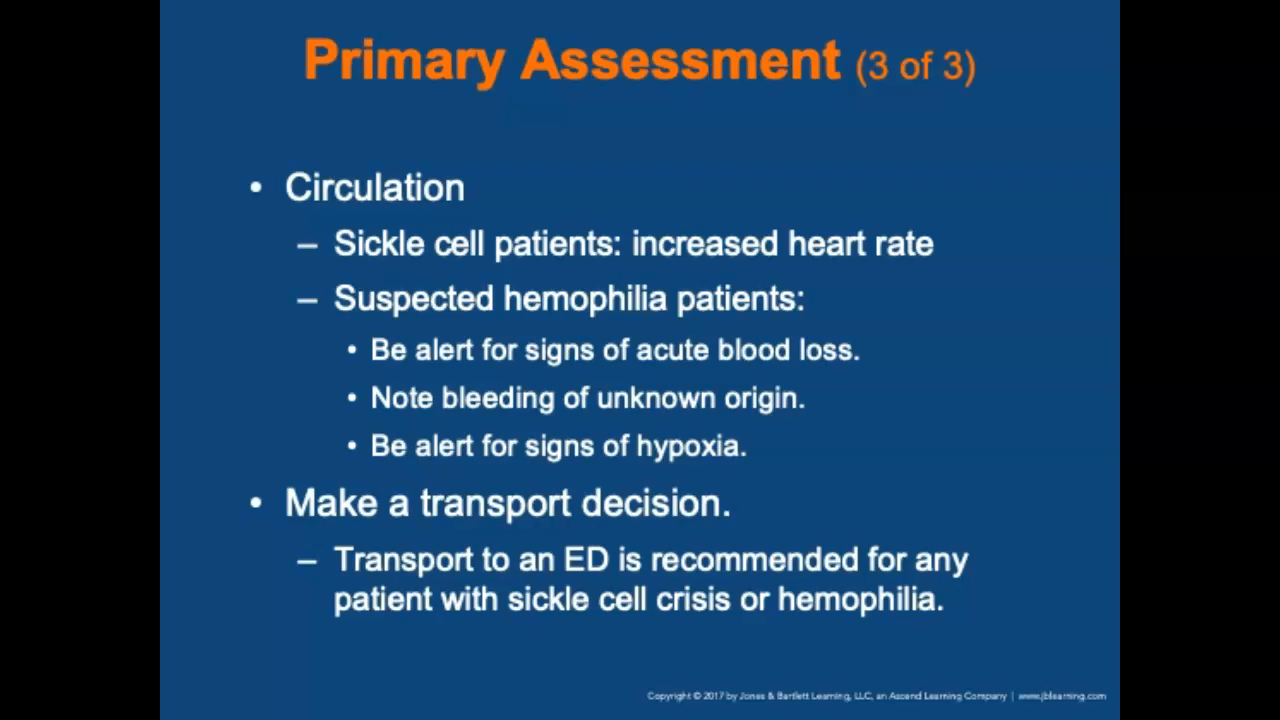 Primary Assessment (3 of 3)
• Circulation
– Sickle cell patients: increased heart rate
– Suspected hemophilia patients:
• Be alert for signs of acute blood loss.
• Note bleeding of unknown origin.
• Be alert for signs of hypoxia.
• Make a transport decision.
– Transport to an ED is recommended for any
patient with sickle cell crisis or hemophilia.
Copyright © 2017 by Jones & Bartlett Learning, LLC, an Ascend Learning Company | www.jblearning.com